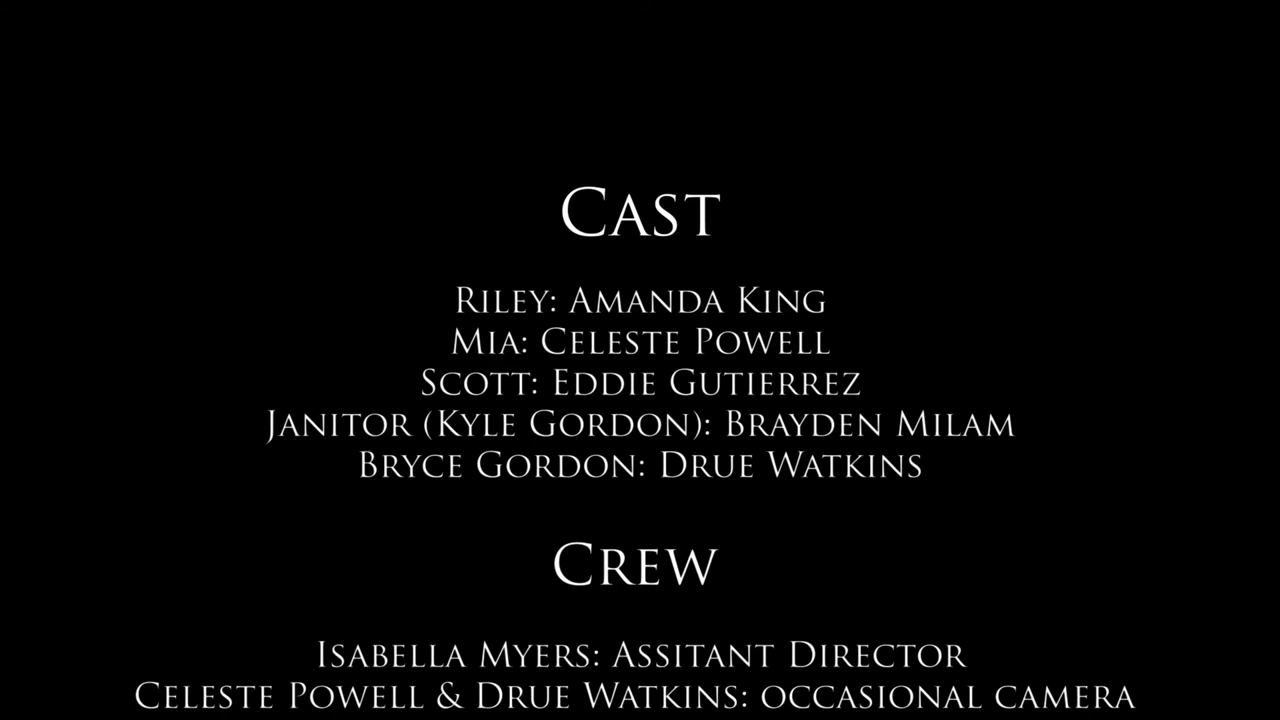 Cast
Riley: Amanda King
Mia: Celeste Powell
Scott: Eddie Gutierrez
Janitor (Kyle Gordon): Brayden Milam
Bryce Gordon: Drue Watkins
Crew
Isabella Myers: Assitant Director
Celeste Powell & Drue Watkins: occasional camera